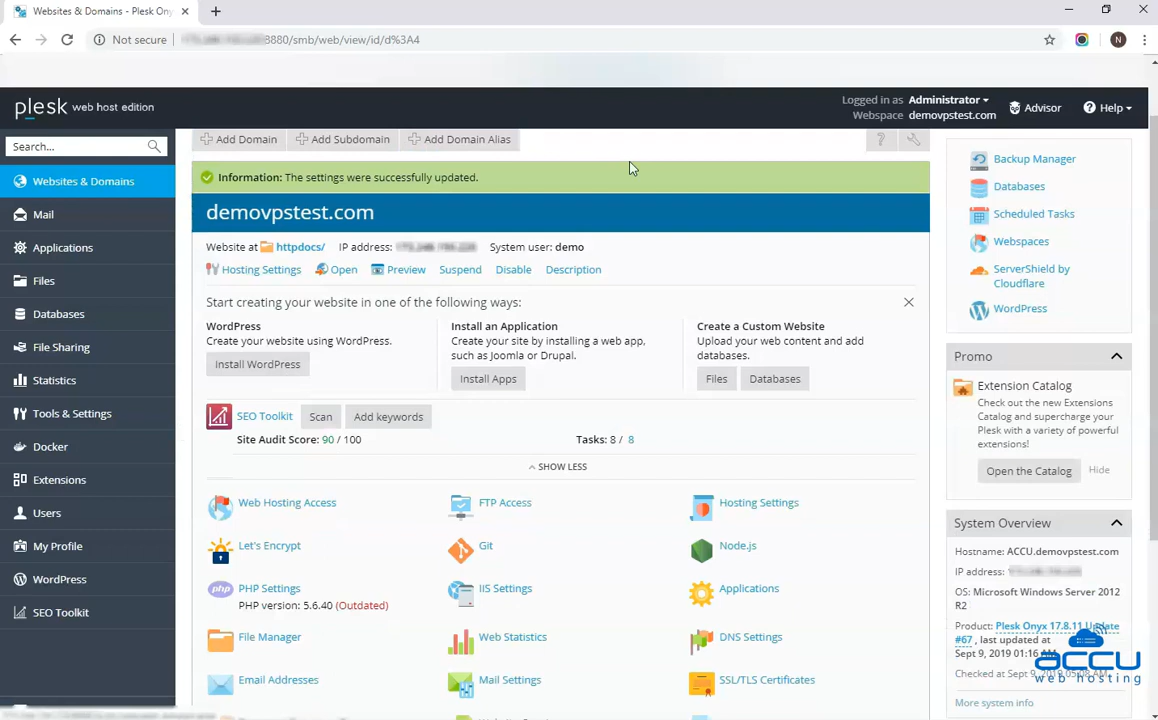 Websites & Domains - Plesk Ony
Not secure
8880/smb/web/view/id/d%3A4
N
plesk web host edition
Logged in as Administrator
Webspace demovpstest.com
Advisor
Help
Search...
Websites & Domains
Mail
Applications
Files
Databases
File Sharing
Statistics
Tools & Settings
Docker
Extensions
Users
My Profile
WordPress
SEO Toolkit
Add Domain
Add Subdomain
Add Domain Alias
?
Information: The settings were successfully updated.
demovpstest.com
Website at httpdocs/ IP address: System user: demo
Hosting Settings Open Preview Suspend Disable Description
Start creating your website in one of the following ways:
WordPress
Create your website using WordPress.
Install WordPress
Install an Application
Create your site by installing a web app,
such as Joomla or Drupal.
Install Apps
Create a Custom Website
Upload your web content and add
databases.
Files
Databases
SEO Toolkit
Scan
Add keywords
Site Audit Score: 90 / 100
Tasks: 8 / 8
SHOW LESS
Web Hosting Access
FTP Access
Hosting Settings
Let's Encrypt
Git
Node.js
php
PHP Settings
PHP version: 5.6.40 (Outdated)
IIS Settings
Applications
File Manager
Web Statistics
DNS Settings
Email Addresses
Mail Settings
SSL/TLS Certificates
Backup Manager
Databases
Scheduled Tasks
Webspaces
ServerShield by
Cloudflare
WordPress
Promo
Extension Catalog
Check out the new Extensions
Catalog and supercharge your
Plesk with a variety of powerful
extensions!
Open the Catalog
Hide
System Overview
Hostname: ACCU.demovpstest.com
IP address:
OS: Microsoft Windows Server 2012
R2
Product: Plesk Onyx 17.8.11 Update
#67, last updated at
Sept 9, 2019 01:16 AM
Checked at Sept 9, 2019 05:08 AM
More system info
ACCU
web hosting